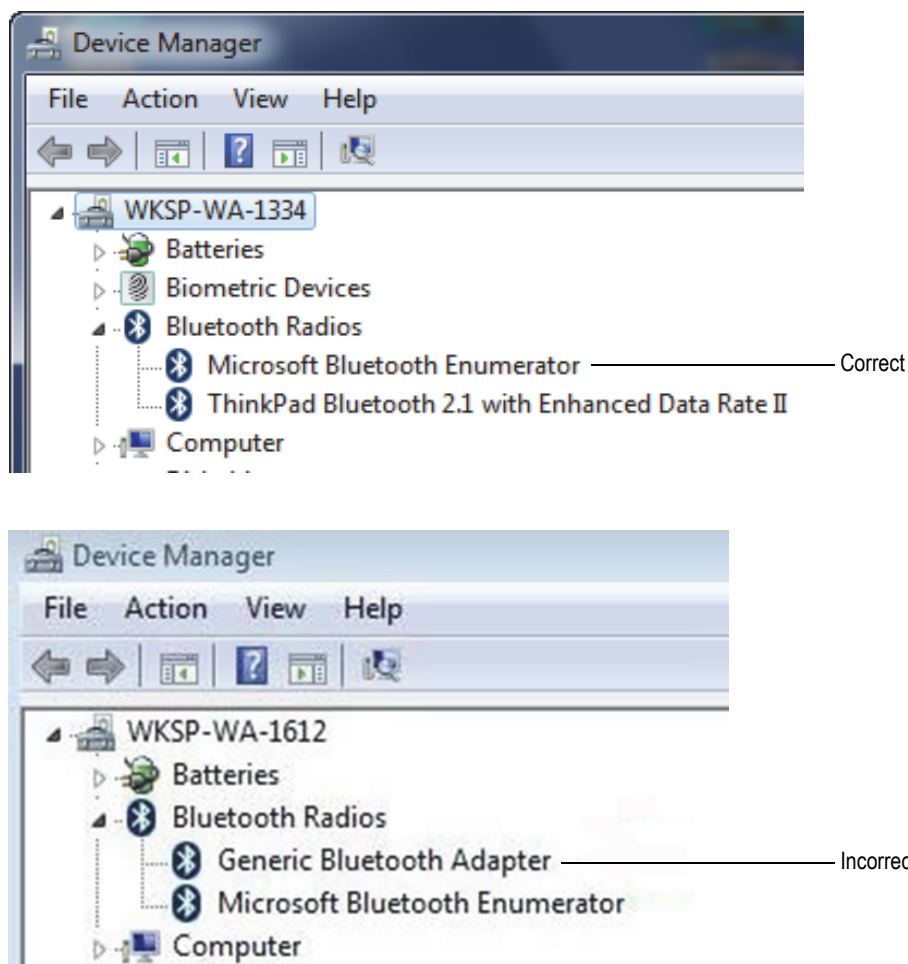 Device Manager
File Action View Help
WKSP-WA-1334
Batteries
Biometric Devices
Bluetooth Radios
Microsoft Bluetooth Enumerator
Correct
ThinkPad Bluetooth 2.1 with Enhanced Data Rate II
Computer
Device Manager
File Action View Help
WKSP-WA-1612
Batteries
Bluetooth Radios
Generic Bluetooth Adapter
Incorrec
Microsoft Bluetooth Enumerator
Computer